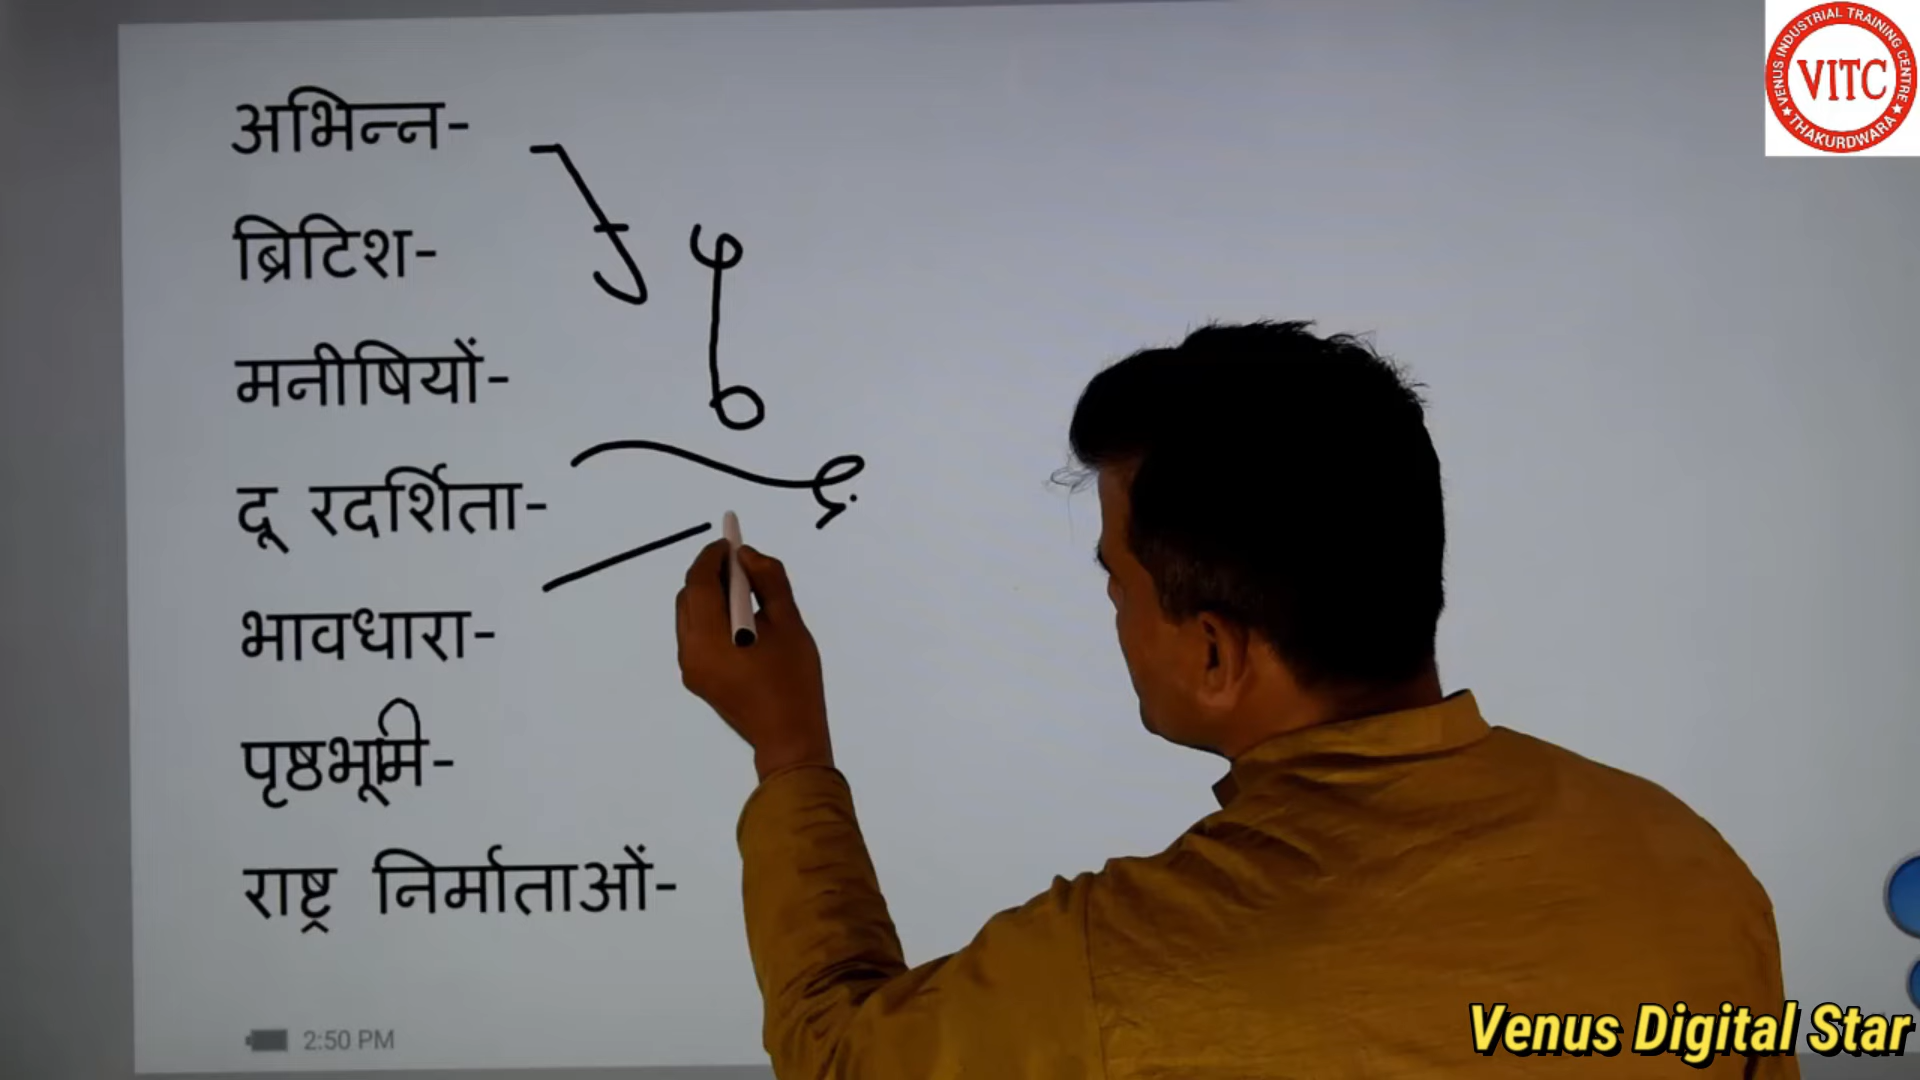 अभिन्न-
ब्रिटिश-
मनीषियों-
दू रदर्शिता-
भावधारा-
पृष्ठभूमि-
राष्ट्र निर्माताओं-
2:50 PM
VENUS INDUSTRIAL TRAINING CENTRE
VITC
THAKURDWARA
Venus Digital Star